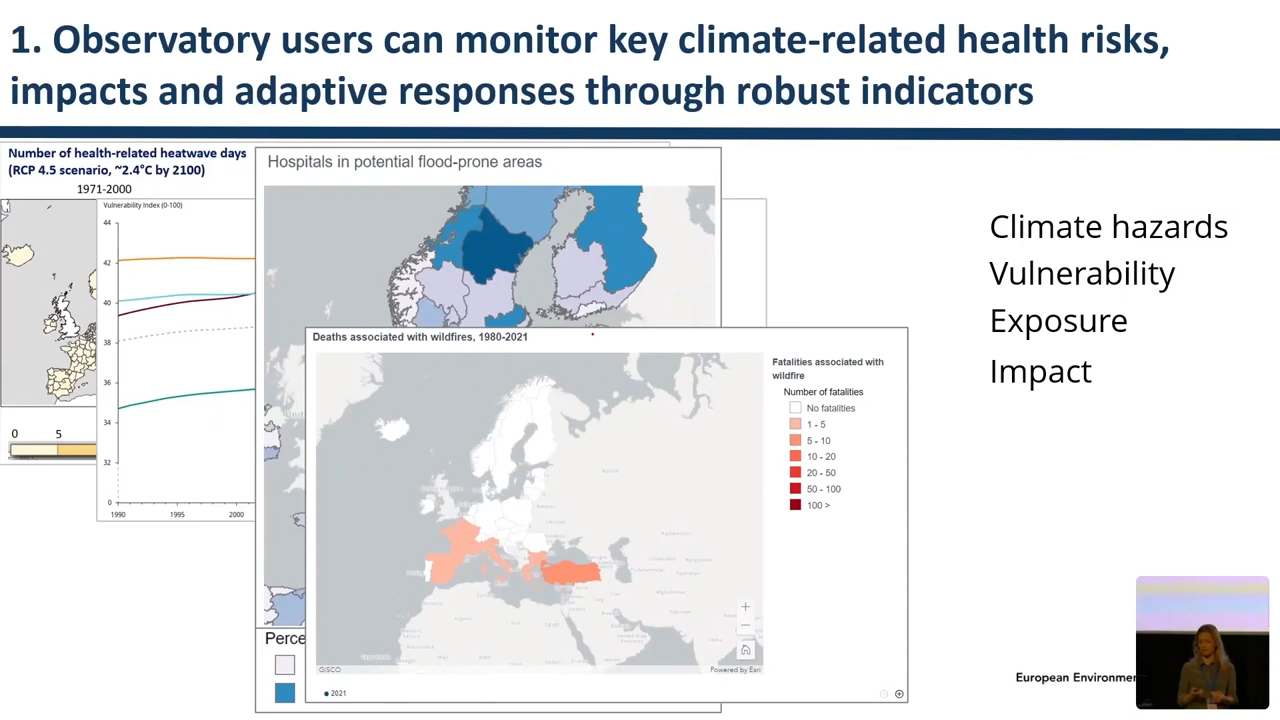 1. Observatory users can monitor key climate-related health risks,
impacts and adaptive responses through robust indicators
Number of health-related heatwave days
(RCP 4.5 scenario, ~2.4°C by 2100)
1971-2000
0
5
Vulnerability Index (0-100)
44
42
40
38
36
34
32
0
1990
1995
2000
Hospitals in potential flood-prone areas
Perce
Deaths associated with wildfires, 1980-2021
Fatalities associated with
wildfire
Number of fatalities
No fatalities
1 - 5
5 - 10
10 - 20
20 - 50
50 - 100
100 >
GISCO
Powered by Esri
2021
Climate hazards
Vulnerability
Exposure
Impact
European Environmen